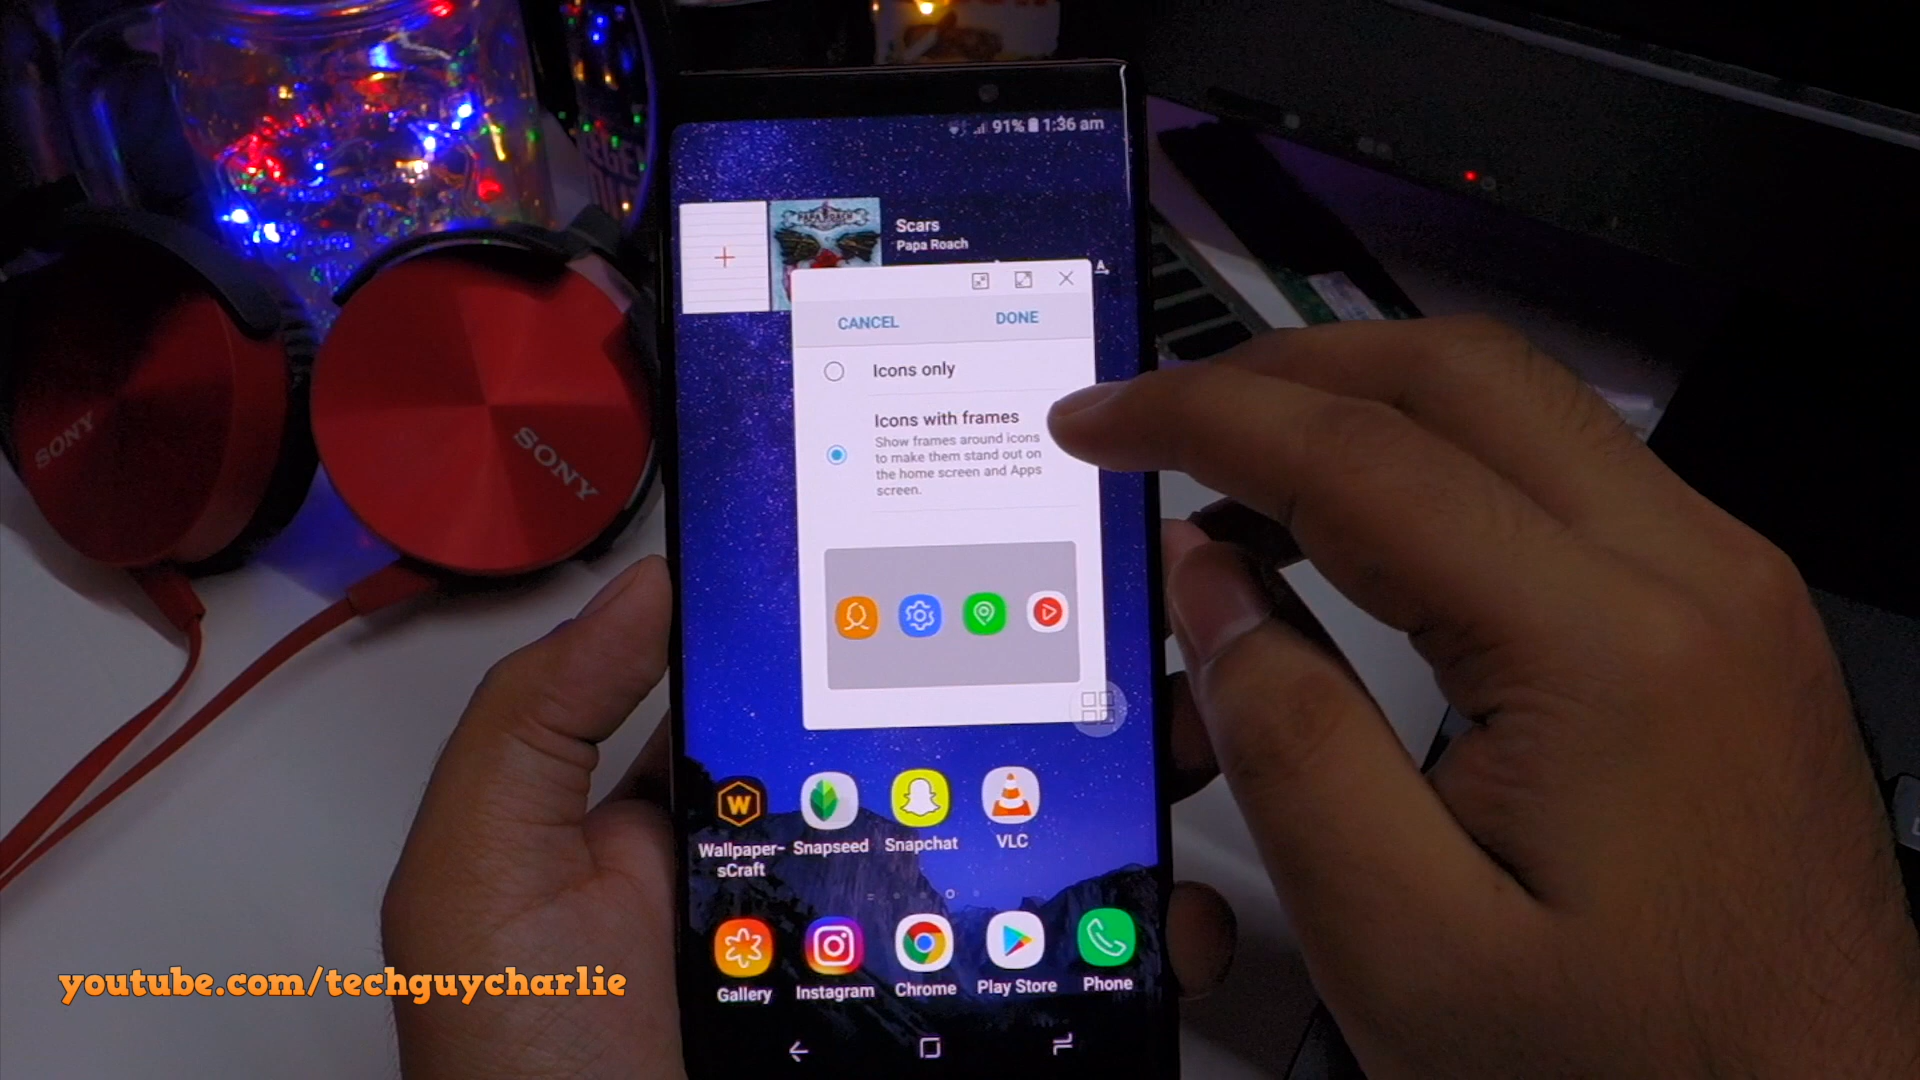 91% 1:36 am
PAPA ROACH
Scars
Papa Roach
A
CANCEL
DONE
Icons only
Icons with frames
Show frames around icons
to make them stand out on
the home screen and Apps
screen.
SONY
SONY
W
Wallpaper-
sCraft
Snapseed
Snapchat
VLC
Gallery
Instagram
Chrome
Play Store
Phone
youtube.com/techguycharlie